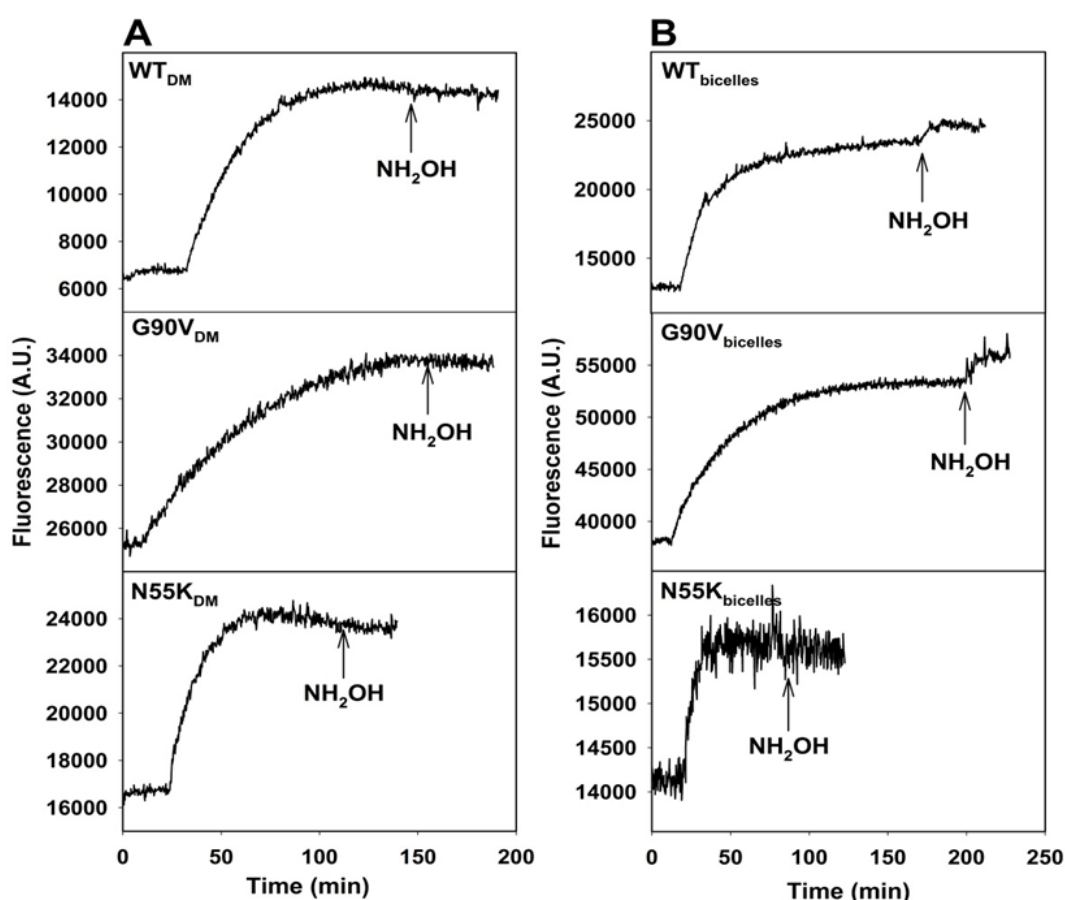 A
WT_DM
14000
12000
10000
8000
6000
NH₂OH
G90V_DM
34000
32000
30000
28000
26000
NH₂OH
N55K_DM
24000
22000
20000
18000
16000
NH₂OH
Fluorescence (A.U.)
0 50 100 150 200
Time (min)
B
WT_bicelles
25000
20000
15000
NH₂OH
G90V_bicelles
55000
50000
45000
40000
NH₂OH
N55K_bicelles
16000
15500
15000
14500
14000
NH₂OH
Fluorescence (A.U.)
0 50 100 150 200 250
Time (min)